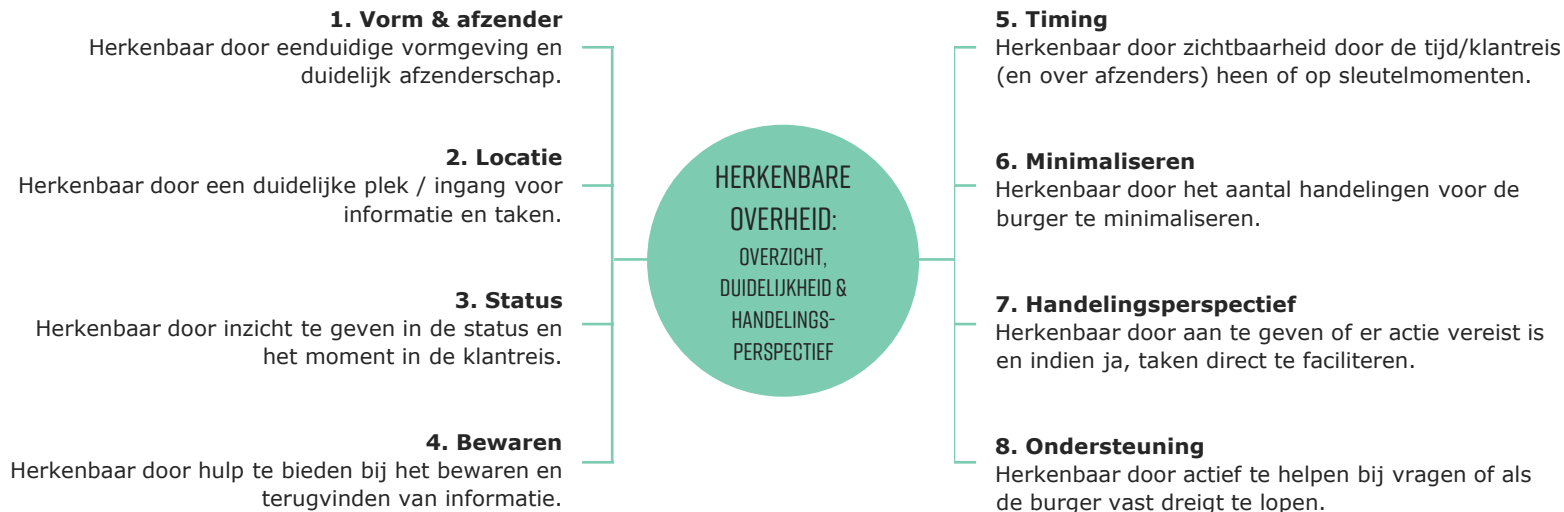 1. Vorm & afzender
Herkenbaar door eenduidige vormgeving en
duidelijk afzenderschap.
2. Locatie
Herkenbaar door een duidelijke plek / ingang voor
informatie en taken.
3. Status
Herkenbaar door inzicht te geven in de status en
het moment in de klantreis.
4. Bewaren
Herkenbaar door hulp te bieden bij het bewaren en
terugvinden van informatie.
HERKENBARE
OVERHEID:
OVERZICHT,
DUIDELIJKHEID &
HANDELINGS-
PERSPECTIEF
5. Timing
Herkenbaar door zichtbaarheid door de tijd/klantreis
(en over afzenders) heen of op sleutelmomenten.
6. Minimaliseren
Herkenbaar door het aantal handelingen voor de
burger te minimaliseren.
7. Handelingsperspectief
Herkenbaar door aan te geven of er actie vereist is
en indien ja, taken direct te faciliteren.
8. Ondersteuning
Herkenbaar door actief te helpen bij vragen of als
de burger vast dreigt te lopen.